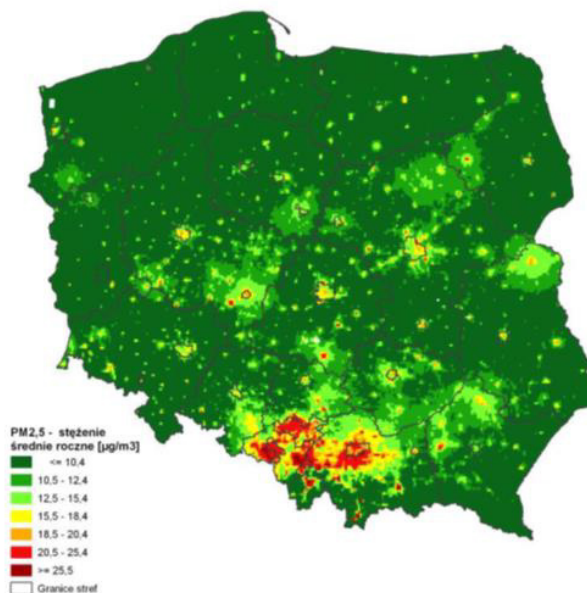 PM2,5 - stężenie
średnie roczne [µg/m3]
<= 10,4
10,5 - 12,4
12,5 - 15,4
15,5 - 18,4
18,5 - 20,4
20,5 - 25,4
>= 25,5
Granice stref